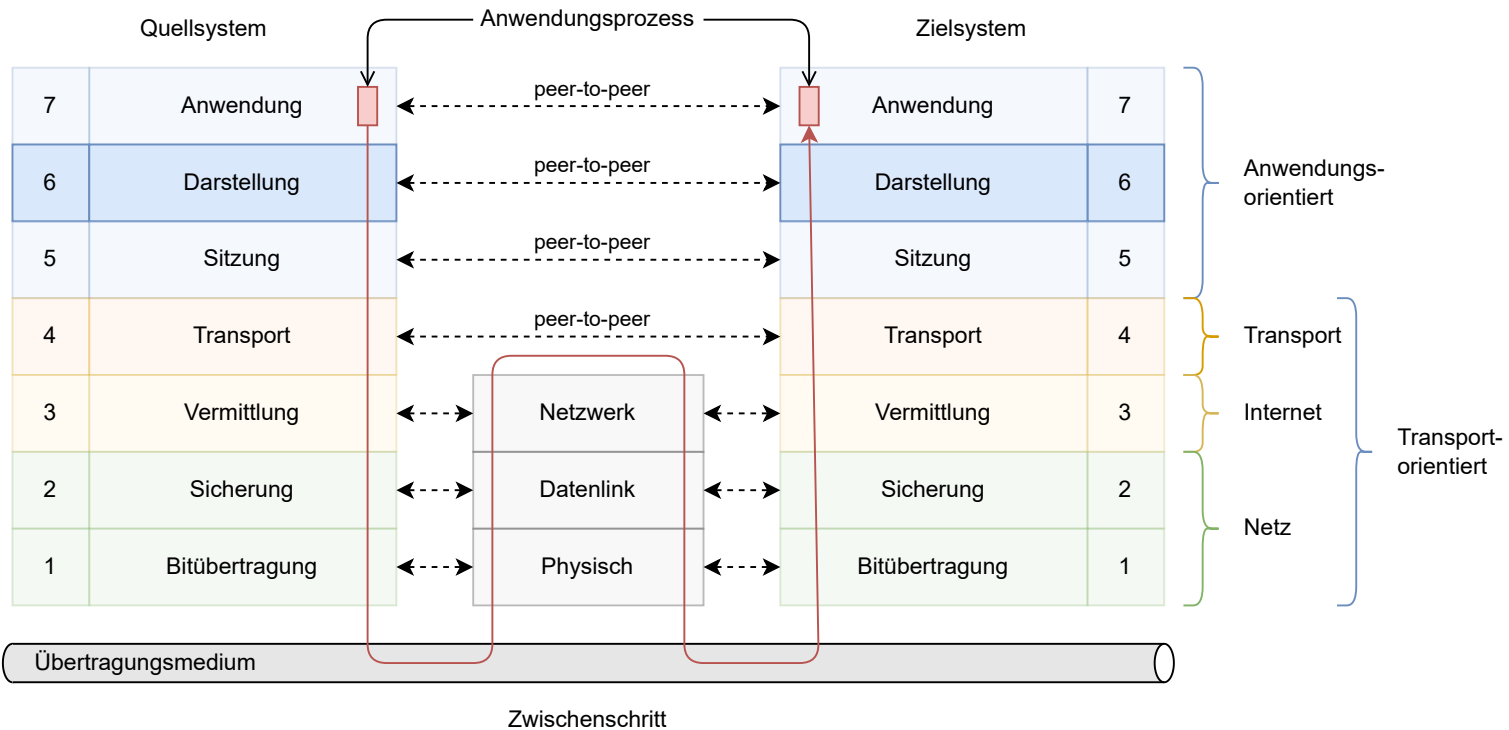 Anwendungsprozess
Quellsystem
Zielsystem
7 Anwendung peer-to-peer Anwendung 7
6 Darstellung peer-to-peer Darstellung 6
Anwendungs-
orientiert
5 Sitzung peer-to-peer Sitzung 5
4 Transport peer-to-peer Transport 4 Transport
3 Vermittlung Netzwerk Vermittlung 3 Internet
Transport-
orientiert
2 Sicherung Datenlink Sicherung 2
Netz
1 Bitübertragung Physisch Bitübertragung 1
Übertragungsmedium
Zwischenschritt